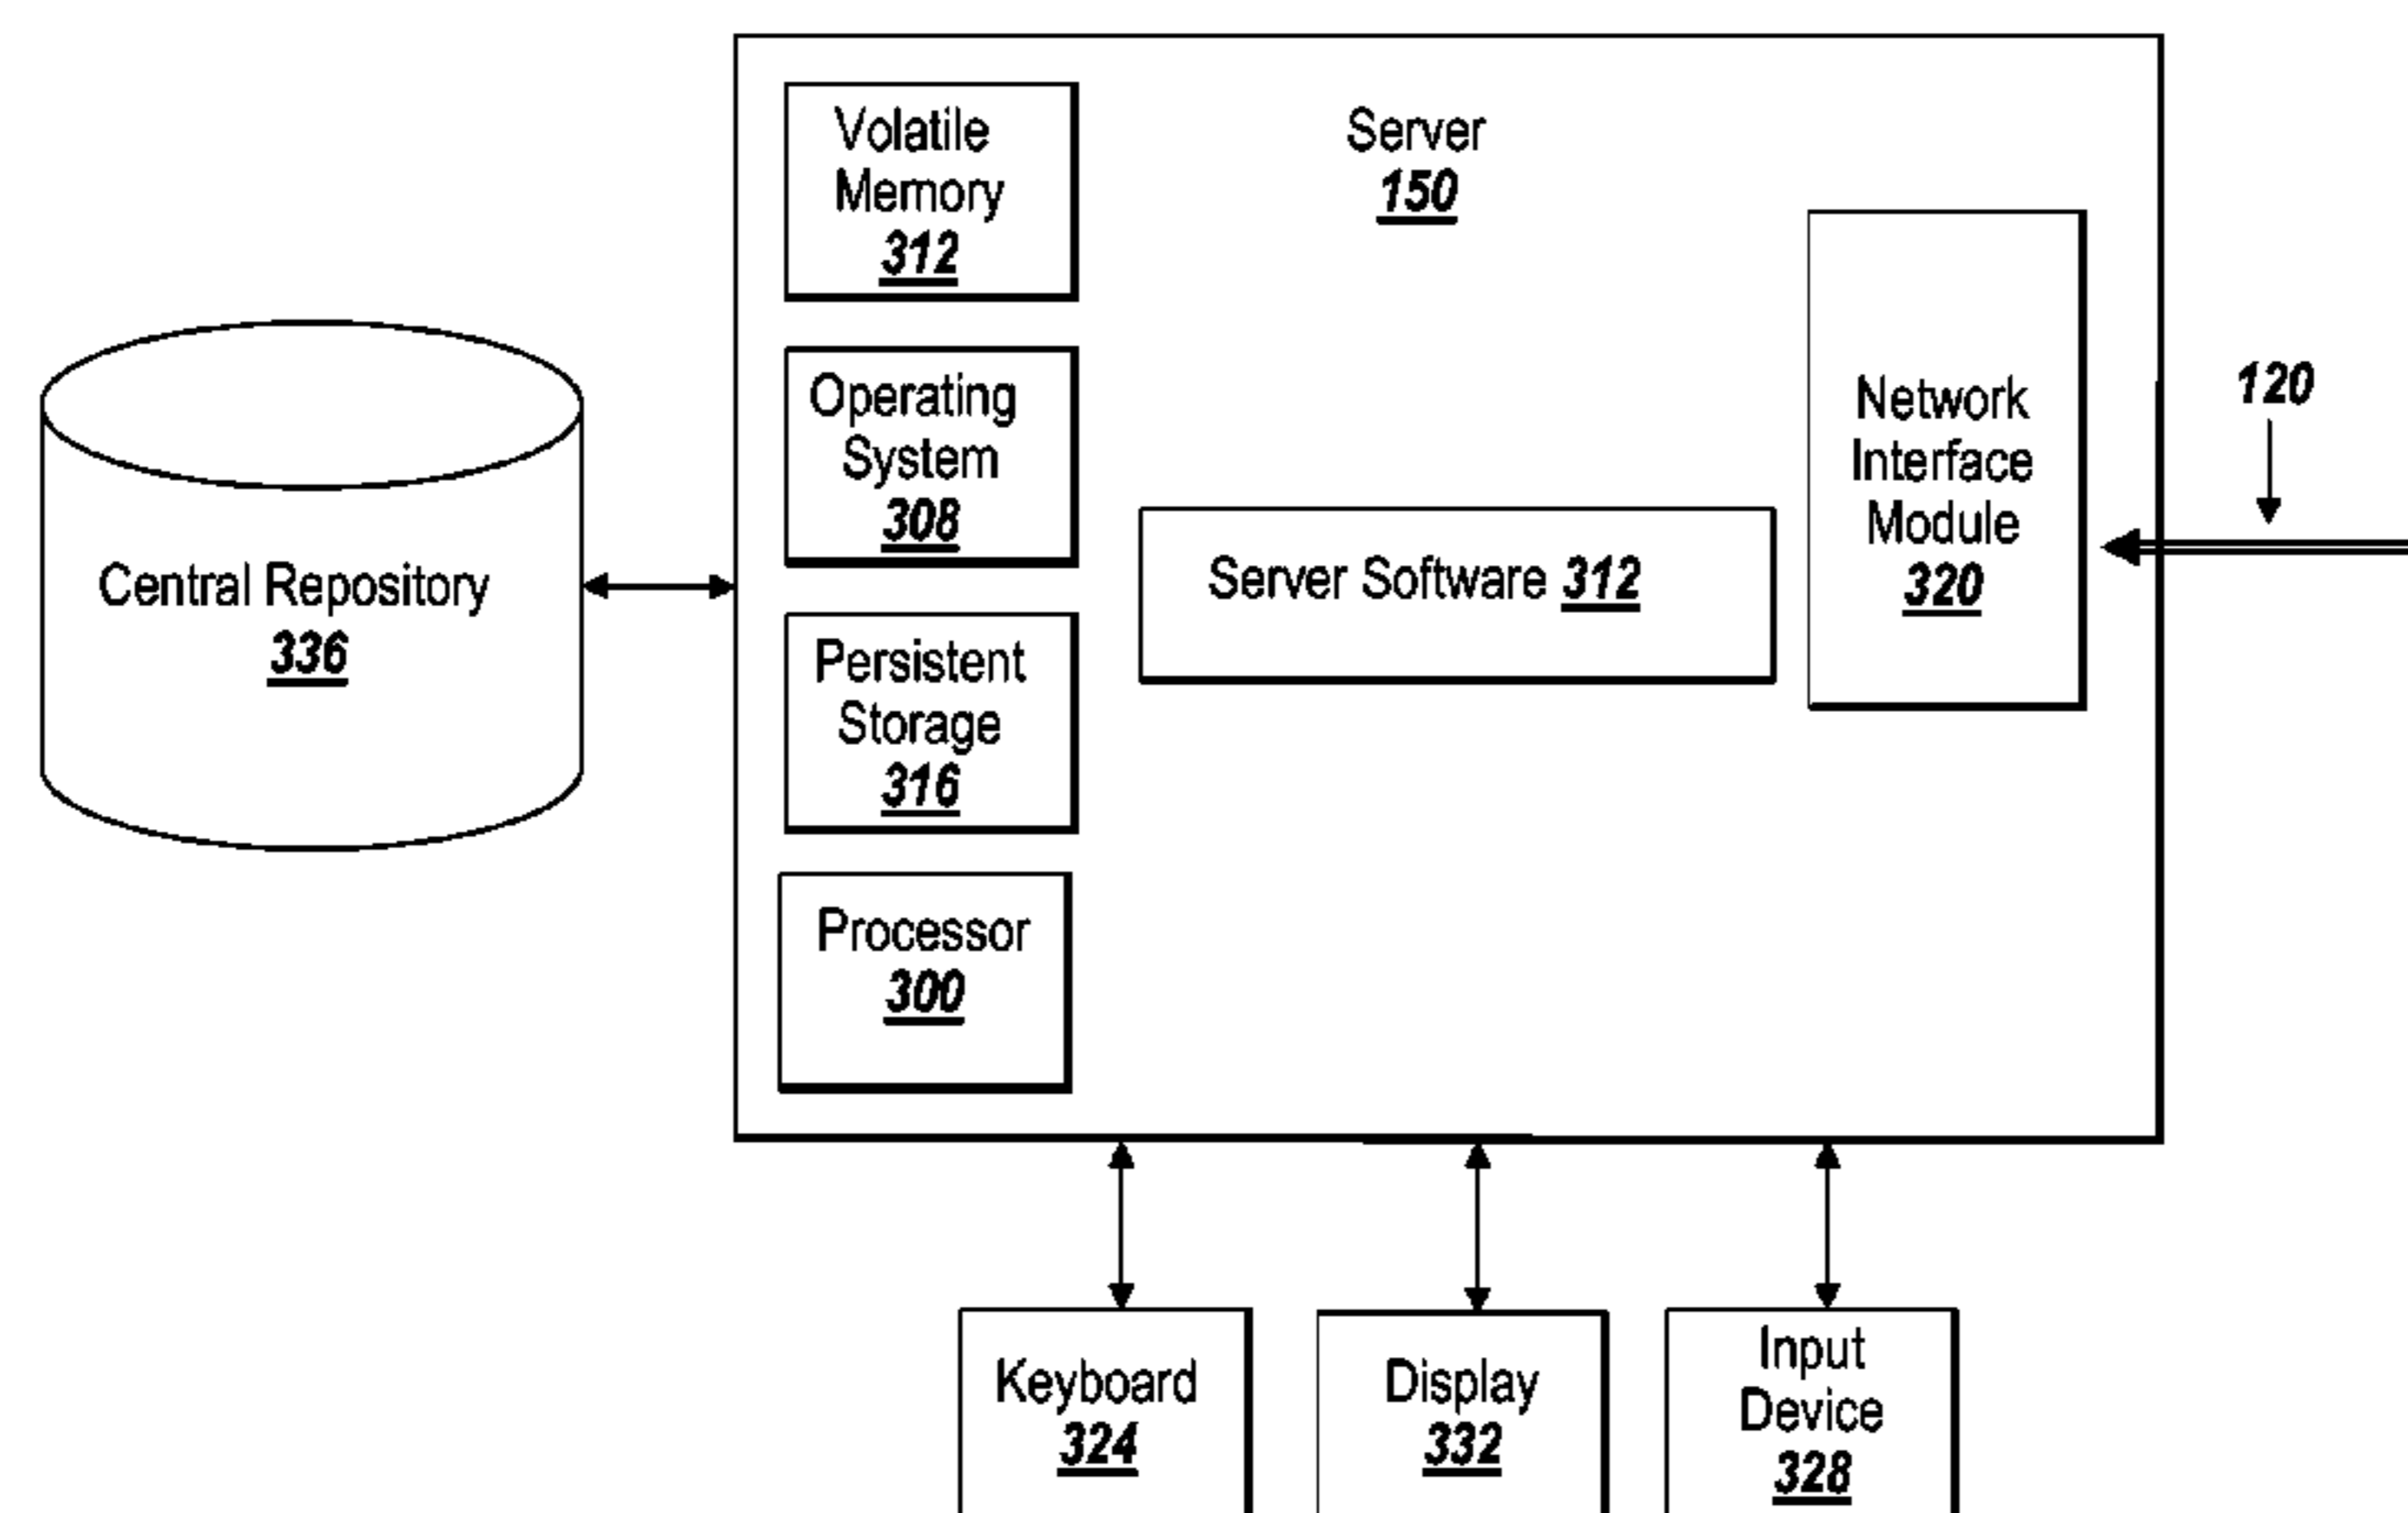 Volatile
Memory
312
Server
150
Operating
System
308
Network
Interface
Module
320
120
Central Repository
336
Server Software 312
Persistent
Storage
316
Processor
300
Keyboard
324
Display
332
Input
Device
328